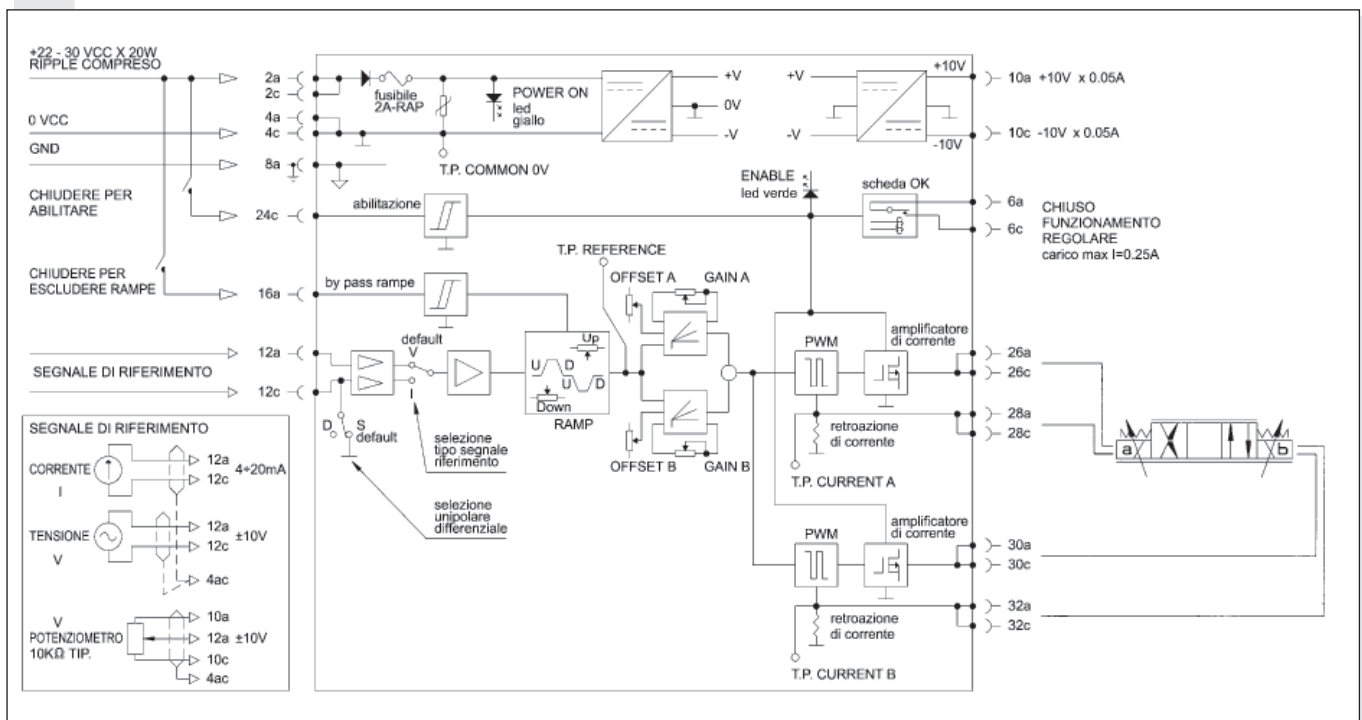 +22 - 30 VCC X 20W
RIPPLE COMPRESO
0 VCC
GND
CHIUDERE PER
ABILITARE
CHIUDERE PER
ESCLUDERE RAMPE
SEGNALE DI RIFERIMENTO
2a
2c
4a
4c
8a
24c
16a
12a
12c
fusibile
2A-RAP
POWER ON
led
giallo
T.P. COMMON 0V
+V
0V
-V
+V
-V
+10V
-10V
10a +10V x 0.05A
10c -10V x 0.05A
abilitazione
ENABLE
led verde
scheda OK
6a
6c
CHIUSO
FUNZIONAMENTO
REGOLARE
carico max I=0.25A
by pass rampe
T.P. REFERENCE
OFFSET A
GAIN A
default
V
I
D
S
default
Up
U
D
U
D
Down
RAMP
OFFSET B
GAIN B
selezione
tipo segnale
riferimento
selezione
unipolare
differenziale
PWM
amplificatore
di corrente
26a
26c
28a
28c
retroazione
di corrente
T.P. CURRENT A
a
b
PWM
amplificatore
di corrente
30a
30c
32a
32c
retroazione
di corrente
T.P. CURRENT B
SEGNALE DI RIFERIMENTO
CORRENTE
I
12a
12c
4÷20mA
TENSIONE
V
12a
12c
±10V
4ac
V
POTENZIOMETRO
10KΩ TIP.
10a
12a ±10V
10c
4ac